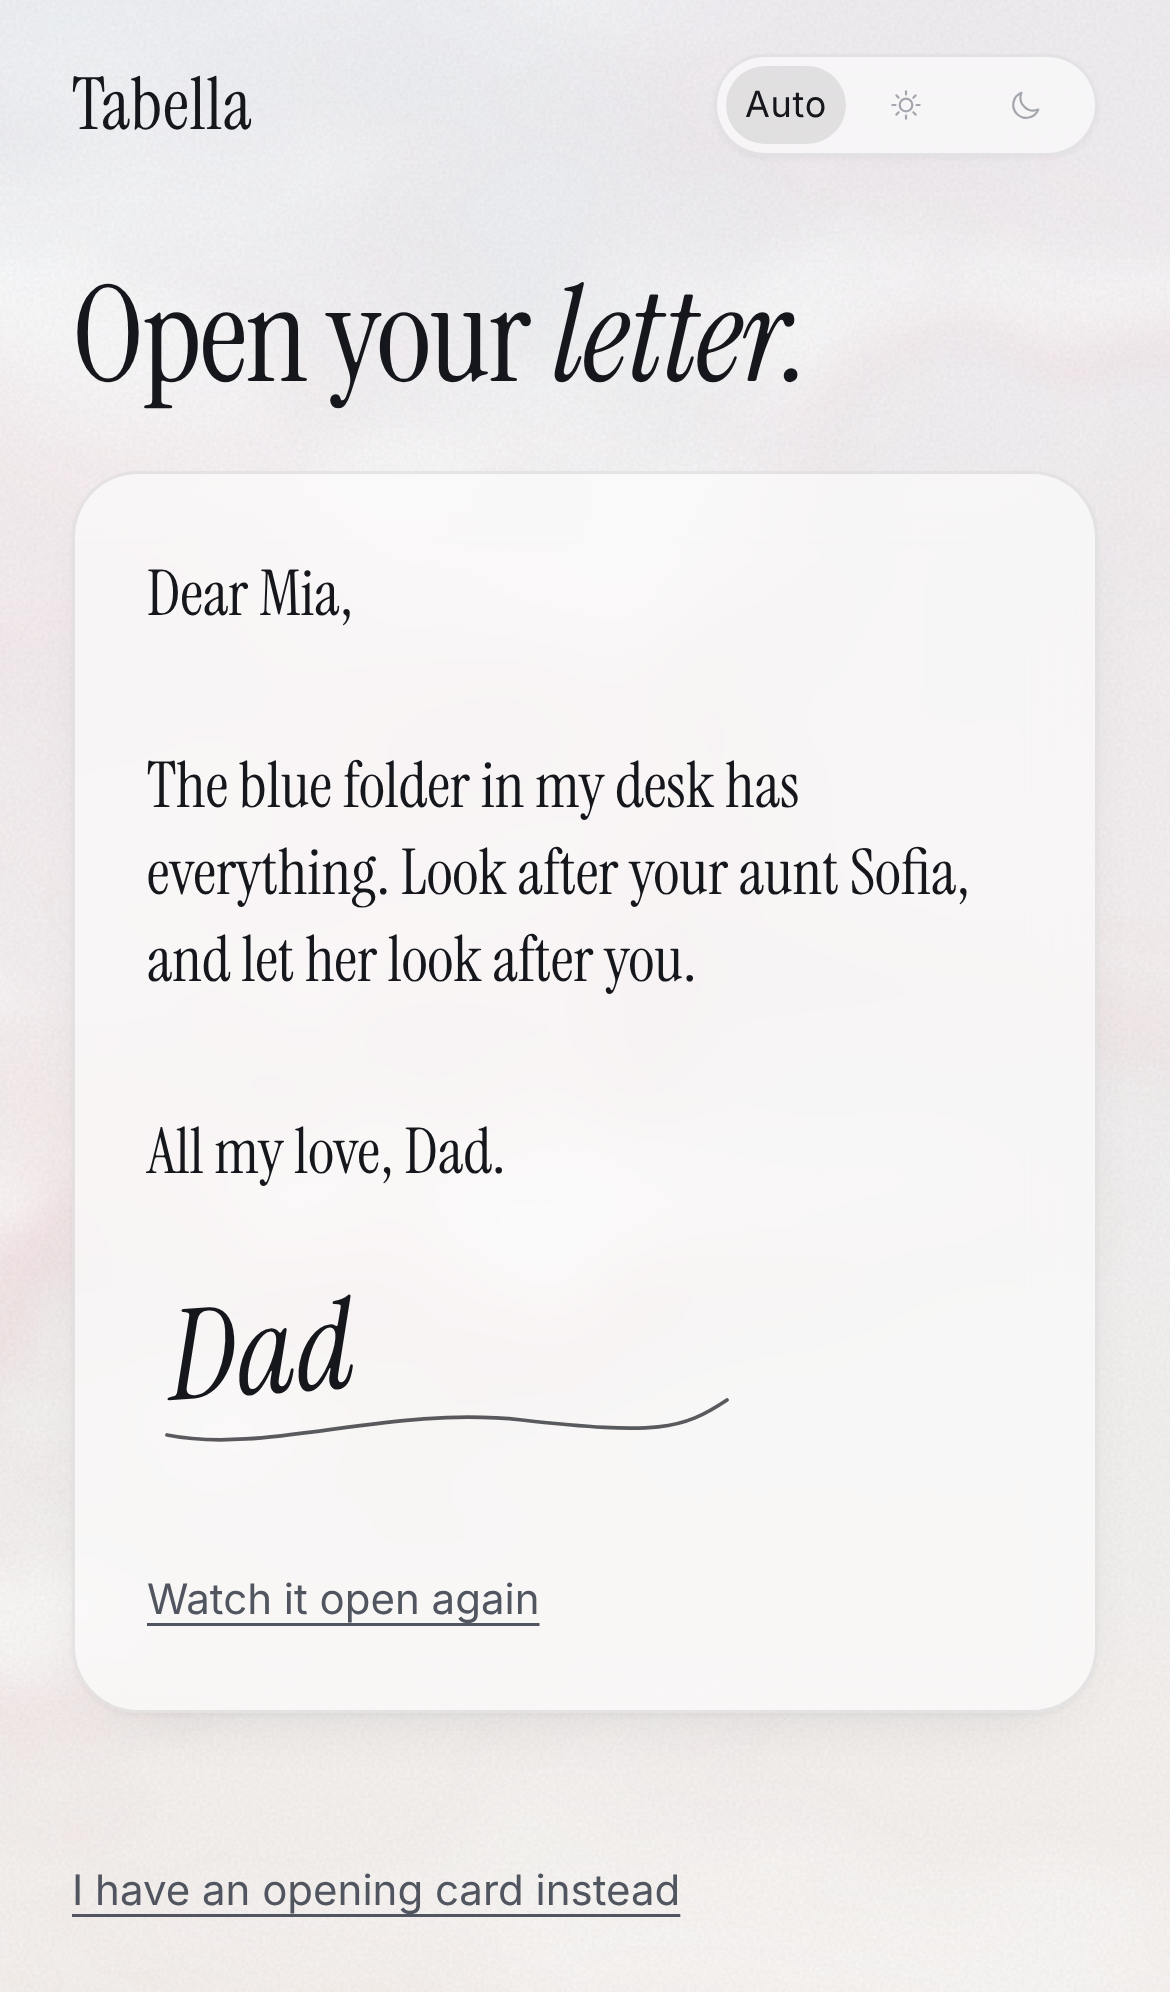 Tabella
Auto
Open your letter.
Dear Mia,
The blue folder in my desk has
everything. Look after your aunt Sofia,
and let her look after you.
All my love, Dad.
Dad
Watch it open again
I have an opening card instead